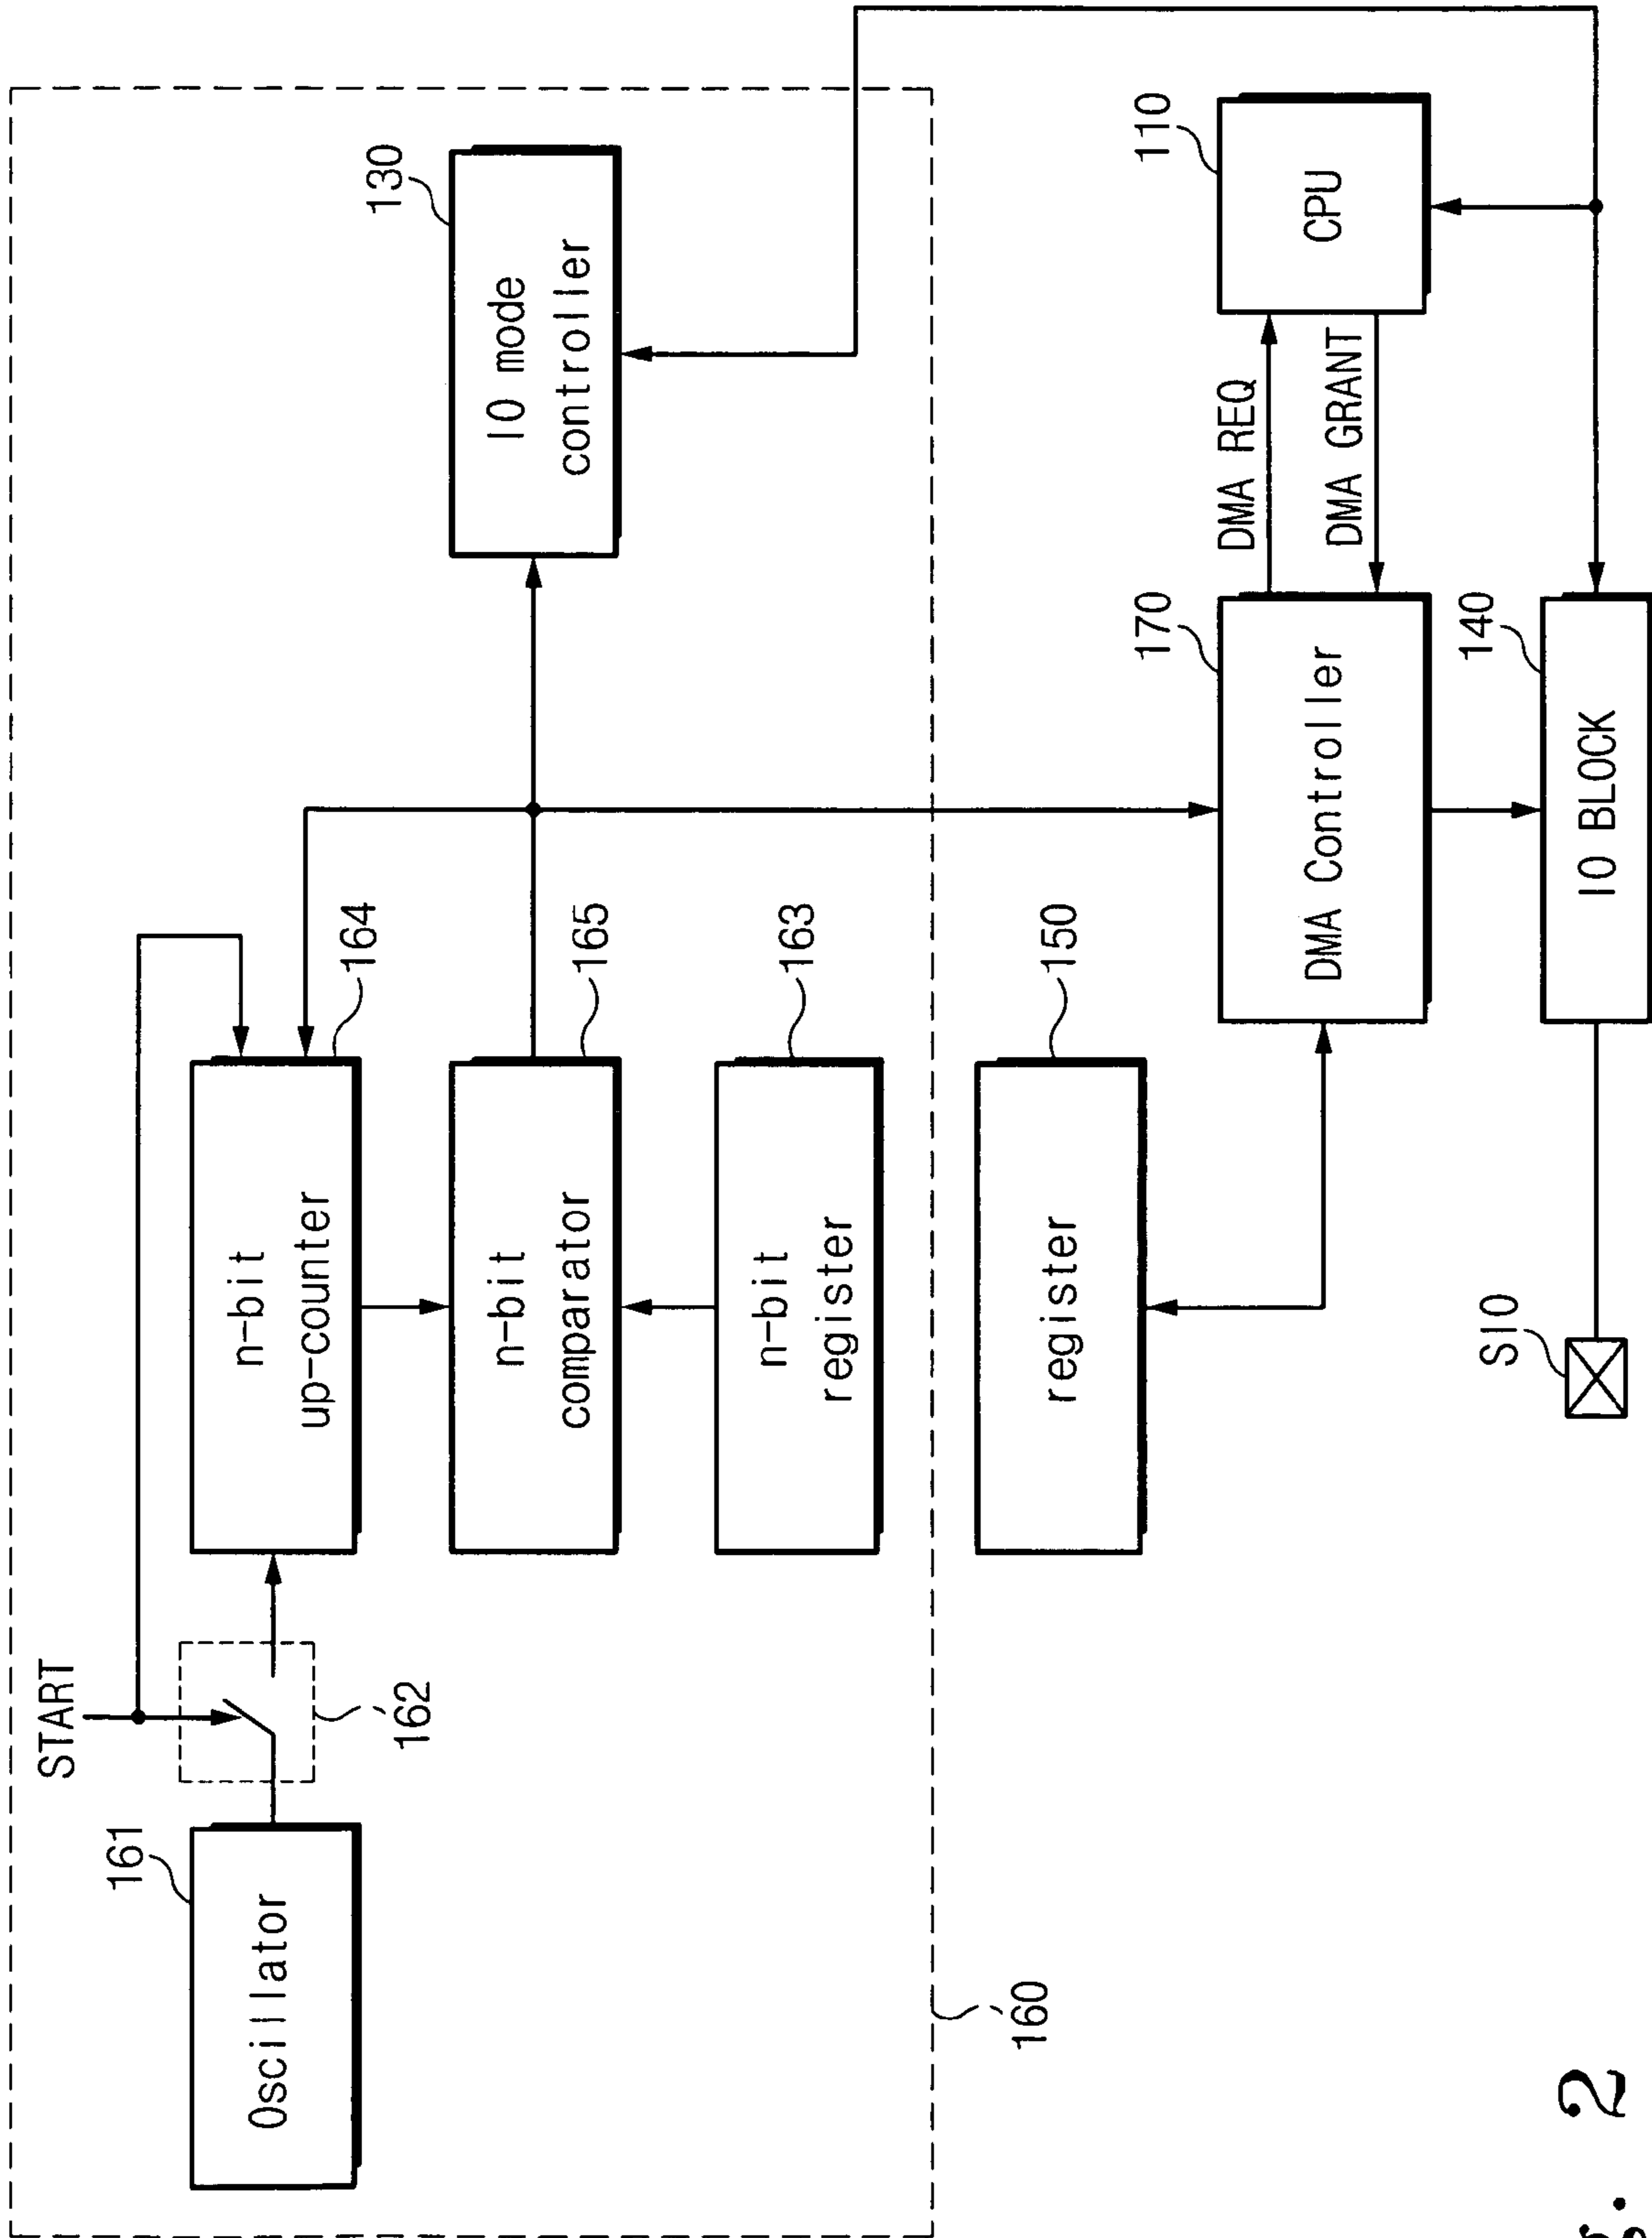 START
161
Oscillator
162
n-bit
up-counter
164
n-bit
comparator
165
n-bit
register
163
IO mode
controller
130
160
register
150
DMA Controller
170
DMA REQ
DMA GRANT
CPU
110
SIO
IO BLOCK
140
2